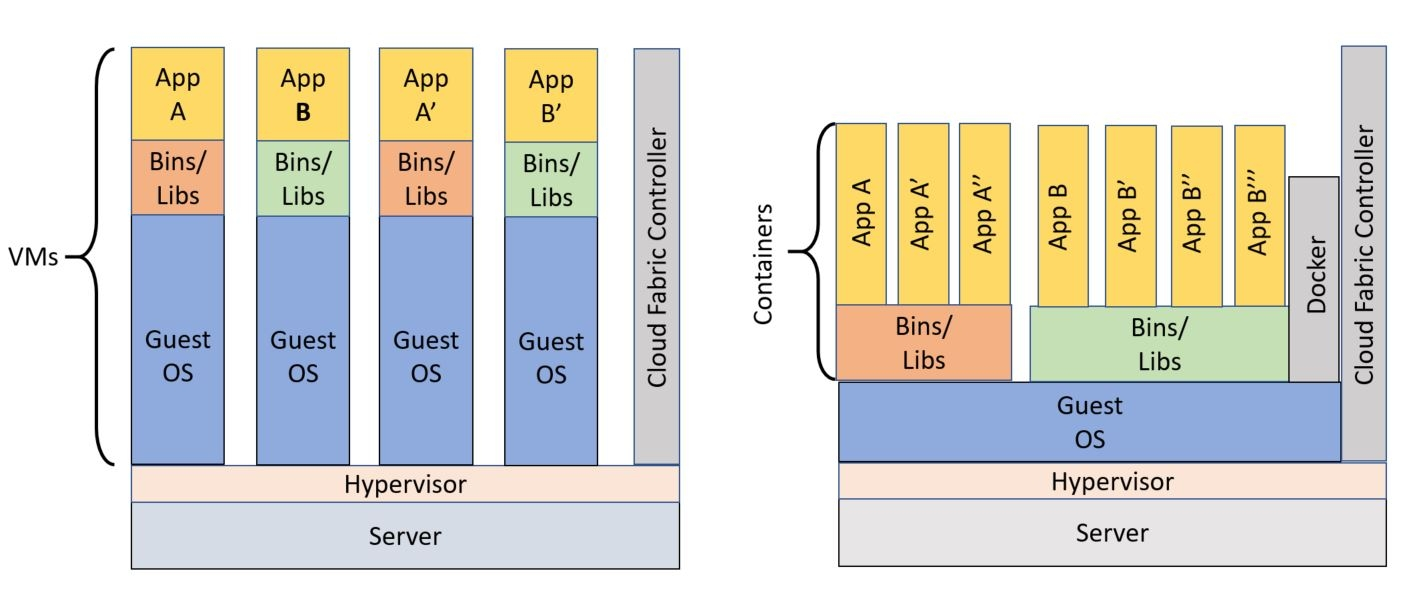 VMs
App
A
Bins/
Libs
Guest
OS
App
B
Bins/
Libs
Guest
OS
App
A’
Bins/
Libs
Guest
OS
App
B’
Bins/
Libs
Guest
OS
Cloud Fabric Controller
Hypervisor
Server
Containers
App A
App A’
App A’’
Bins/
Libs
App B
App B’
App B’’
App B’’’
Bins/
Libs
Docker
Cloud Fabric Controller
Guest
OS
Hypervisor
Server